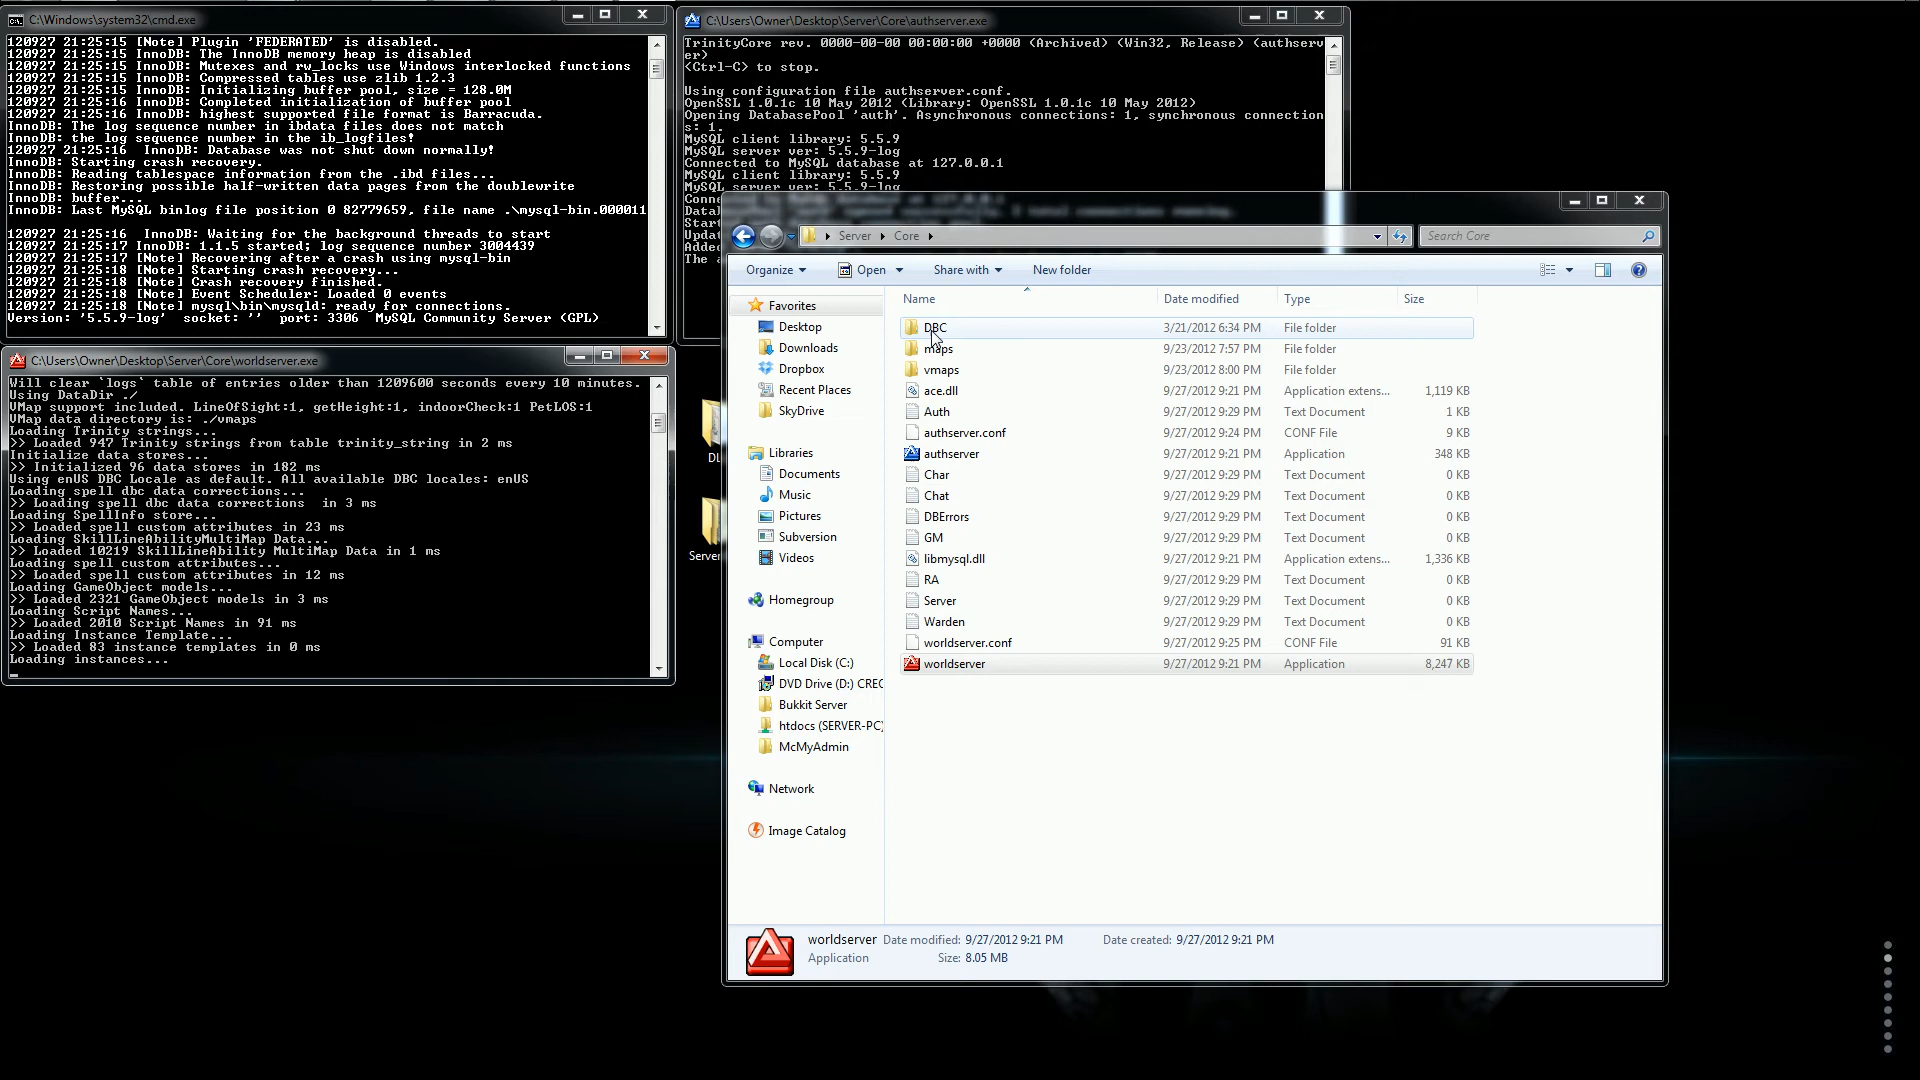 C:\Windows\system32\cmd.exe
120927 21:25:15 [Note] Plugin 'FEDERATED' is disabled.
120927 21:25:15 InnoDB: The InnoDB memory heap is disabled
120927 21:25:15 InnoDB: Mutexes and rw_locks use Windows interlocked functions
120927 21:25:15 InnoDB: Compressed tables use zlib 1.2.3
120927 21:25:15 InnoDB: Initializing buffer pool, size = 128.0M
120927 21:25:16 InnoDB: Completed initialization of buffer pool
120927 21:25:16 InnoDB: highest supported file format is Barracuda.
InnoDB: The log sequence number in ibdata files does not match
InnoDB: the log sequence number in the ib_logfiles!
120927 21:25:16  InnoDB: Database was not shut down normally!
InnoDB: Starting crash recovery.
InnoDB: Reading tablespace information from the .ibd files...
InnoDB: Restoring possible half-written data pages from the doublewrite
InnoDB: buffer...
InnoDB: Last MySQL binlog file position 0 82779659, file name .\mysql-bin.000011
120927 21:25:16  InnoDB: Waiting for the background threads to start
120927 21:25:17 InnoDB: 1.1.5 started; log sequence number 3004439
120927 21:25:17 [Note] Recovering after a crash using mysql-bin
120927 21:25:18 [Note] Starting crash recovery...
120927 21:25:18 [Note] Crash recovery finished.
120927 21:25:18 [Note] Event Scheduler: Loaded 0 events
120927 21:25:18 [Note] mysql\bin\mysqld: ready for connections.
Version: '5.5.9-log'  socket: ''  port: 3306  MySQL Community Server (GPL)
C:\Users\Owner\Desktop\Server\Core\authserver.exe
TrinityCore rev. 0000-00-00 00:00:00 +0000 (Archived) (Win32, Release) (authserv
er)
<Ctrl-C> to stop.
Using configuration file authserver.conf.
OpenSSL 1.0.1c 10 May 2012 (Library: OpenSSL 1.0.1c 10 May 2012)
Opening DatabasePool 'auth'. Asynchronous connections: 1, synchronous connection
s: 1.
MySQL client library: 5.5.9
MySQL server ver: 5.5.9-log
Connected to MySQL database at 127.0.0.1
MySQL client library: 5.5.9
MySQL server ver: 5.5.9-log
Conne
Datab
Start
Updat
Added
The a
C:\Users\Owner\Desktop\Server\Core\worldserver.exe
Will clear `logs` table of entries older than 1209600 seconds every 10 minutes.
Using DataDir ./
VMap support included. LineOfSight:1, getHeight:1, indoorCheck:1 PetLOS:1
VMap data directory is: ./vmaps
Loading Trinity strings...
>> Loaded 947 Trinity strings from table trinity_string in 2 ms
Initialize data stores...
>> Initialized 96 data stores in 182 ms
Using enUS DBC Locale as default. All available DBC locales: enUS
Loading spell dbc data corrections...
>> Loading spell dbc data corrections  in 3 ms
Loading SpellInfo store...
>> Loaded spell custom attributes in 23 ms
Loading SkillLineAbilityMultiMap Data...
>> Loaded 10219 SkillLineAbility MultiMap Data in 1 ms
Loading spell custom attributes...
>> Loaded spell custom attributes in 12 ms
Loading GameObject models...
>> Loaded 2321 GameObject models in 3 ms
Loading Script Names...
>> Loaded 2010 Script Names in 91 ms
Loading Instance Template...
>> Loaded 83 instance templates in 0 ms
Loading instances...
DL
Server
Server Core
Search Core
Organize Open Share with New folder
Favorites
Desktop
Downloads
Dropbox
Recent Places
SkyDrive
Libraries
Documents
Music
Pictures
Subversion
Videos
Homegroup
Computer
Local Disk (C:)
DVD Drive (D:) CREC
Bukkit Server
htdocs (SERVER-PC)
McMyAdmin
Network
Image Catalog
Name Date modified Type Size
DBC 3/21/2012 6:34 PM File folder
maps 9/23/2012 7:57 PM File folder
vmaps 9/23/2012 8:00 PM File folder
ace.dll 9/27/2012 9:21 PM Application extens... 1,119 KB
Auth 9/27/2012 9:29 PM Text Document 1 KB
authserver.conf 9/27/2012 9:24 PM CONF File 9 KB
authserver 9/27/2012 9:21 PM Application 348 KB
Char 9/27/2012 9:29 PM Text Document 0 KB
Chat 9/27/2012 9:29 PM Text Document 0 KB
DBErrors 9/27/2012 9:29 PM Text Document 0 KB
GM 9/27/2012 9:29 PM Text Document 0 KB
libmysql.dll 9/27/2012 9:21 PM Application extens... 1,336 KB
RA 9/27/2012 9:29 PM Text Document 0 KB
Server 9/27/2012 9:29 PM Text Document 0 KB
Warden 9/27/2012 9:29 PM Text Document 0 KB
worldserver.conf 9/27/2012 9:25 PM CONF File 91 KB
worldserver 9/27/2012 9:21 PM Application 8,247 KB
worldserver Date modified: 9/27/2012 9:21 PM Date created: 9/27/2012 9:21 PM
Application Size: 8.05 MB